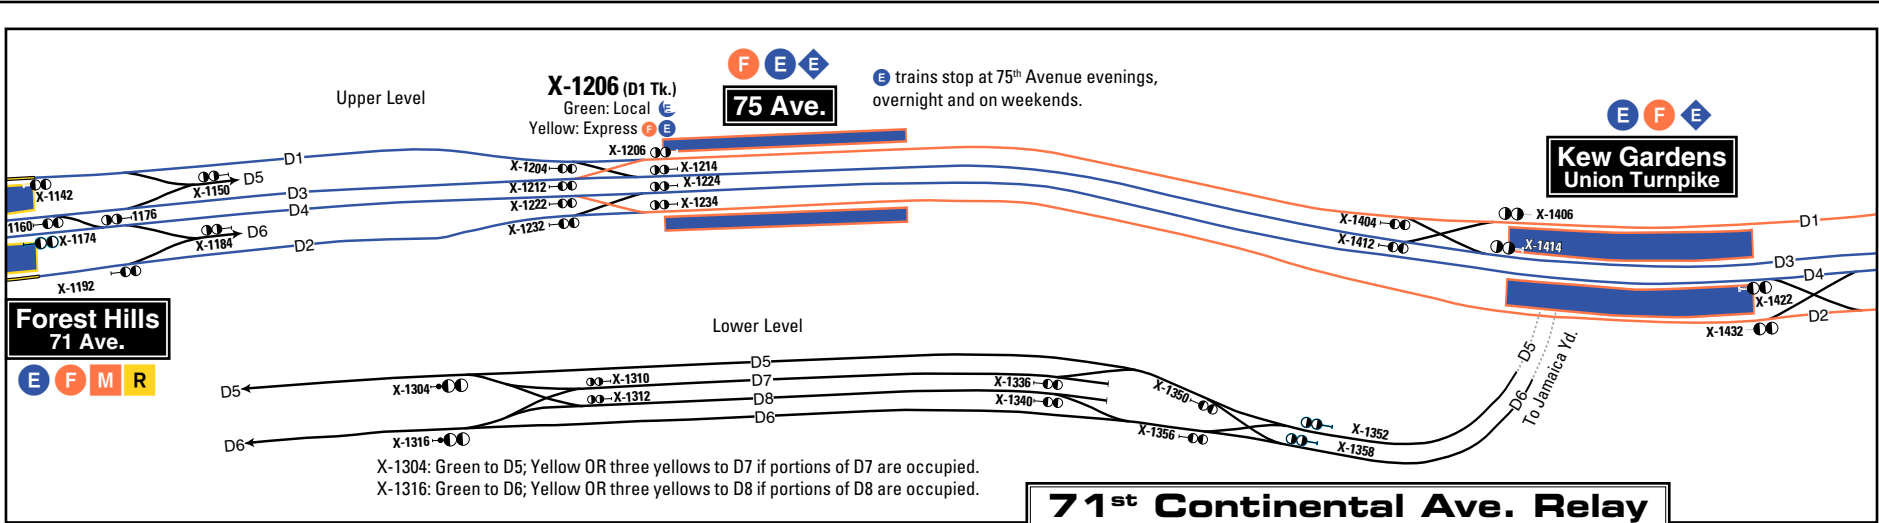 Upper Level
X-1206 (D1 Tk.)
Green: Local E
Yellow: Express F E
F E E
75 Ave.
E trains stop at 75th Avenue evenings,
overnight and on weekends.
E F E
Kew Gardens
Union Turnpike
D1
X-1206
X-1204
X-1214
X-1212
X-1224
X-1222
X-1234
X-1232
X-1142
X-1150
D5
D3
1160
1176
D4
X-1174
X-1184
D6
D2
X-1192
X-1404
X-1406
D1
X-1412
X-1414
D3
D4
X-1422
D2
X-1432
Forest Hills
71 Ave.
E F M R
Lower Level
D5
X-1304
X-1310
D5
D7
X-1312
D8
D6
D6
X-1316
X-1336
X-1340
X-1350
X-1356
X-1352
X-1358
D5
D6
To Jamaica Yd.
X-1304: Green to D5; Yellow OR three yellows to D7 if portions of D7 are occupied.
X-1316: Green to D6; Yellow OR three yellows to D8 if portions of D8 are occupied.
71st Continental Ave. Relay